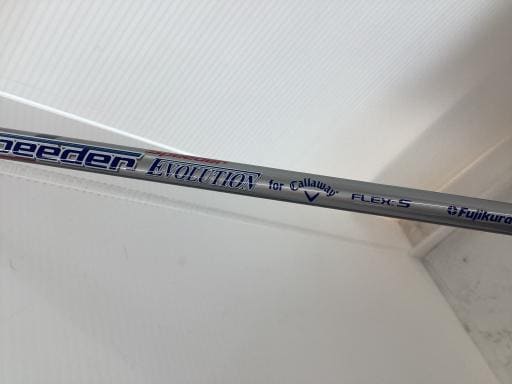 peeder EVOLUTION for Callaway FLEX-S Fujikura